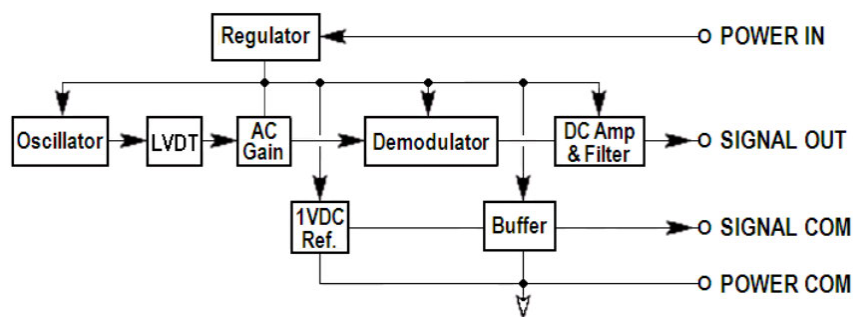 Regulator
POWER IN
Oscillator
LVDT
AC
Gain
Demodulator
DC Amp
& Filter
SIGNAL OUT
1VDC
Ref.
Buffer
SIGNAL COM
POWER COM